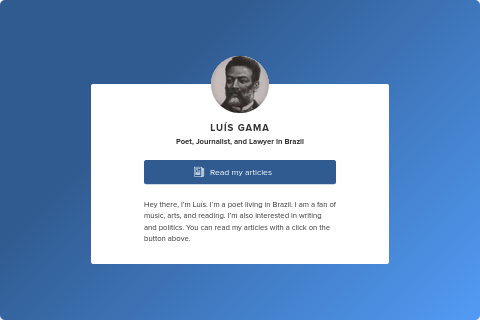 LUÍS GAMA
Poet, Journalist, and Lawyer in Brazil
Read my articles
Hey there, I'm Luís. I'm a poet living in Brazil. I am a fan of
music, arts, and reading. I'm also interested in writing
and politics. You can read my articles with a click on the
button above.